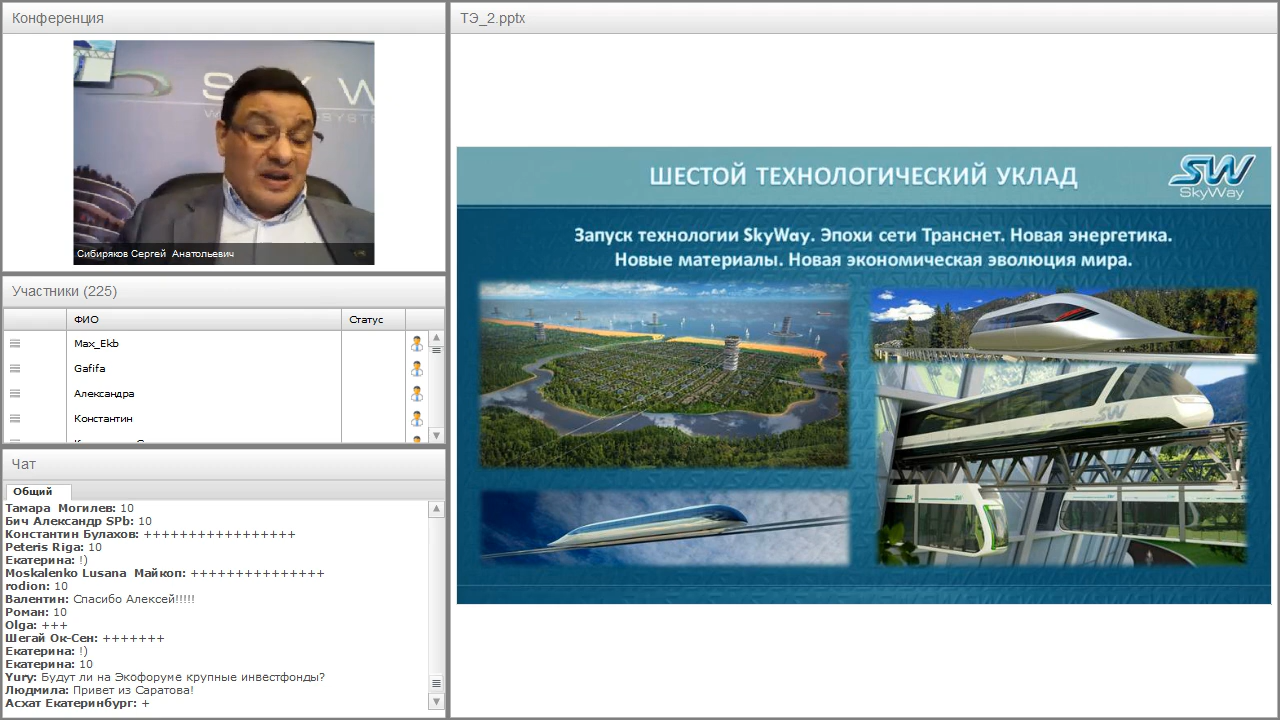 Конференция
SKY W
Сибиряков Сергей Анатольевич
Участники (225)
ФИО
Статус
Max_Ekb
Gafifa
Александра
Константин
Чат
Общий
Тамара Могилев: 10
Бич Александр SPb: 10
Константин Булахов: +++++++++++++++++
Peteris Riga: 10
Екатерина: !)
Moskalenko Lusana Майкоп: +++++++++++++++
rodion: 10
Валентин: Спасибо Алексей!!!!!
Роман: 10
Olga: +++
Шегай Ок-Сен: +++++++
Екатерина: !)
Екатерина: 10
Yury: Будут ли на Экофоруме крупные инвестфонды?
Людмила: Привет из Саратова!
Асхат Екатеринбург: +
ТЭ_2.pptx
ШЕСТОЙ ТЕХНОЛОГИЧЕСКИЙ УКЛАД
SW
SkyWay
Запуск технологии SkyWay. Эпохи сети Транснет. Новая энергетика.
Новые материалы. Новая экономическая эволюция мира.
SW